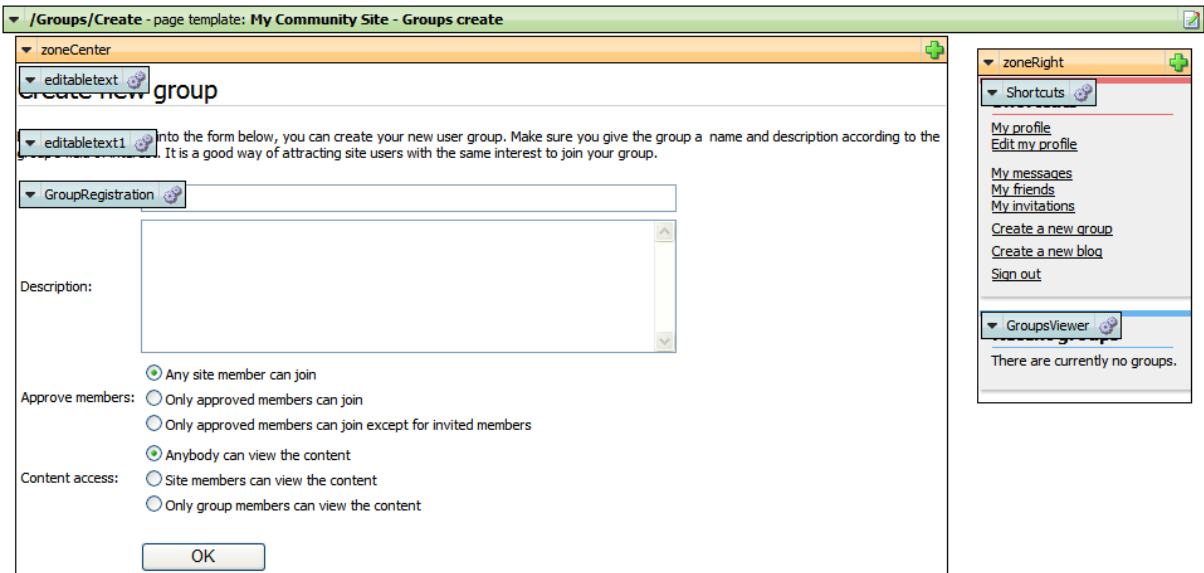 /Groups/Create - page template: My Community Site - Groups create
zoneCenter
editabletext
new group
editabletext1
into the form below, you can create your new user group. Make sure you give the group a name and description according to the
It is a good way of attracting site users with the same interest to join your group.
GroupRegistration
Description:
Approve members:
Any site member can join
Only approved members can join
Only approved members can join except for invited members
Content access:
Anybody can view the content
Site members can view the content
Only group members can view the content
OK
zoneRight
Shortcuts
My profile
Edit my profile
My messages
My friends
My invitations
Create a new group
Create a new blog
Sign out
GroupsViewer
There are currently no groups.